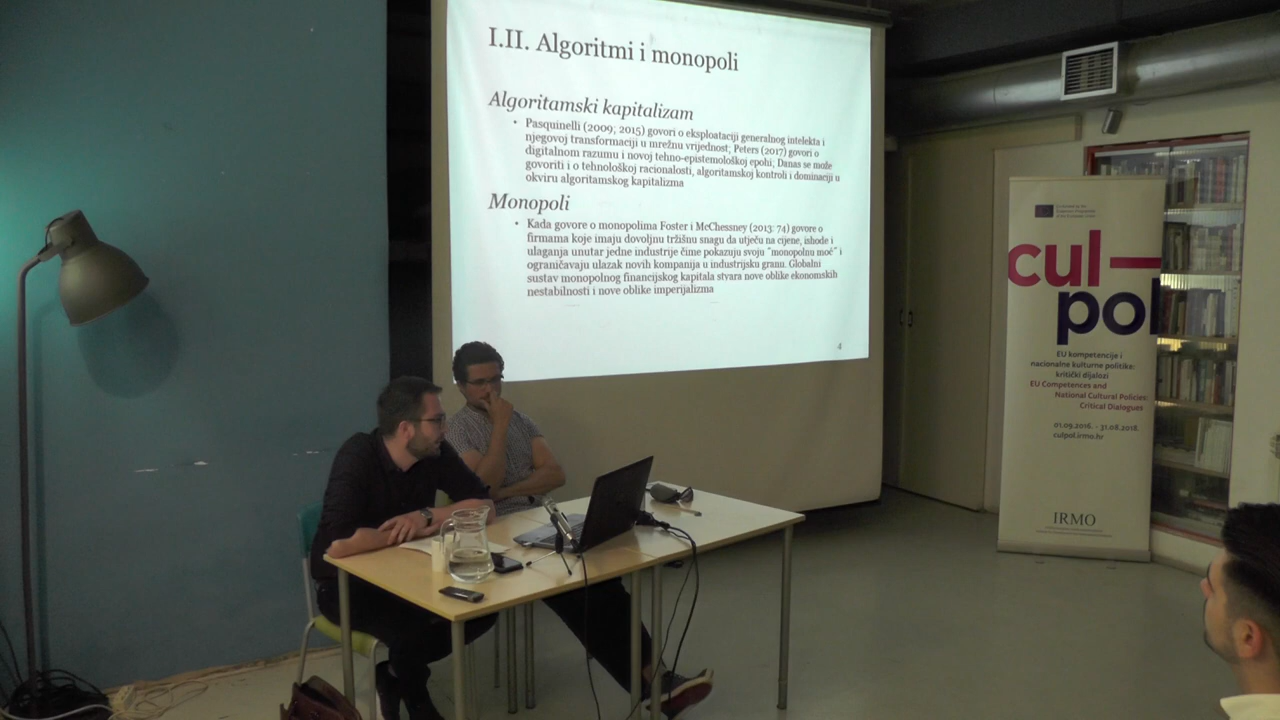 I.II. Algoritmi i monopoli
Algoritamski kapitalizam
• Pasquinelli (2009; 2015) govori o eksploataciji generalnog intelekta i
njegovoj transformaciji u mrežnu vrijednost; Peters (2017) govori o
digitalnom razumu i novoj tehno-epistemološkoj epohi; Danas se može
govoriti i o tehnološkoj racionalosti, algoritamskoj kontroli i dominaciji u
okviru algoritamskog kapitalizma
Monopoli
• Kada govore o monopolima Foster i McChessney (2013: 74) govore o
firmama koje imaju dovoljnu tržišnu snagu da utječu na cijene, ishode i
ulaganja unutar jedne industrije čime pokazuju svoju "monopolnu moć" i
ograničavaju ulazak novih kompanija u industrijsku granu. Globalni
sustav monopolnog financijskog kapitala stvara nove oblike ekonomskih
nestabilnosti i nove oblike imperijalizma
4
cul—
pol
EU kompetencije i
nacionalne kulturne politike:
kritički dijalozi
EU Competences and
National Cultural Policies:
Critical Dialogues
01.09.2016. - 31.08.2018.
culpol.irmo.hr
IRMO